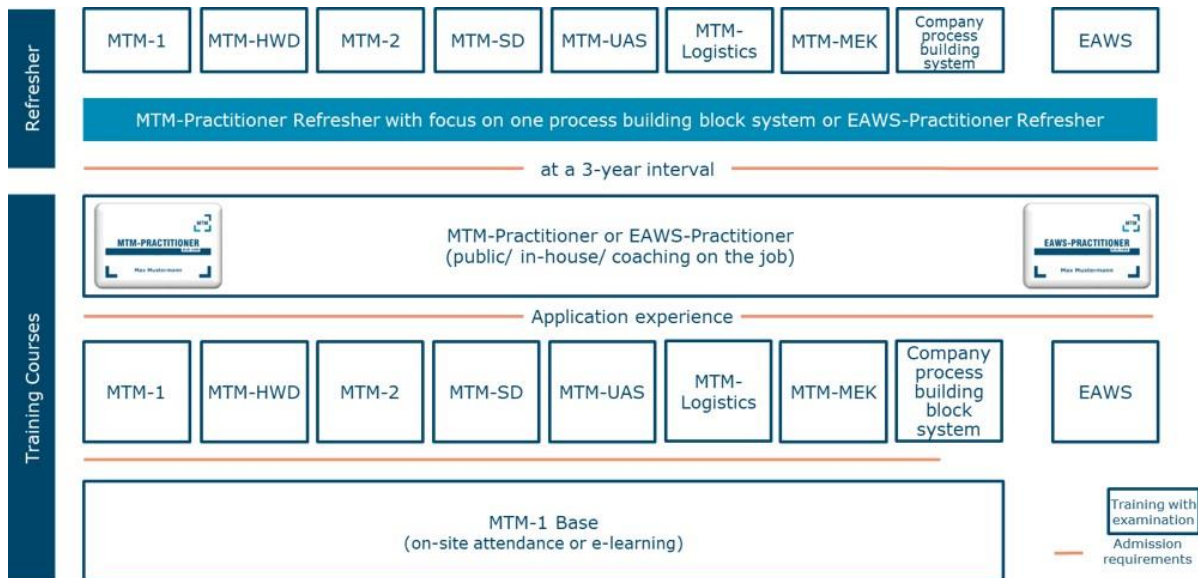 Refresher
MTM-1
MTM-HWD
MTM-2
MTM-SD
MTM-UAS
MTM-
Logistics
MTM-MEK
Company
process
building
system
EAWS
MTM-Practitioner Refresher with focus on one process building block system or EAWS-Practitioner Refresher
at a 3-year interval
Training Courses
MTM
MTM-PRACTITIONER
Max Mustermann
MTM-Practitioner or EAWS-Practitioner
(public/ in-house/ coaching on the job)
MTM
EAWS-PRACTITIONER
Max Mustermann
Application experience
MTM-1
MTM-HWD
MTM-2
MTM-SD
MTM-UAS
MTM-
Logistics
MTM-MEK
Company
process
building
block
system
EAWS
MTM-1 Base
(on-site attendance or e-learning)
Training with
examination
Admission
requirements